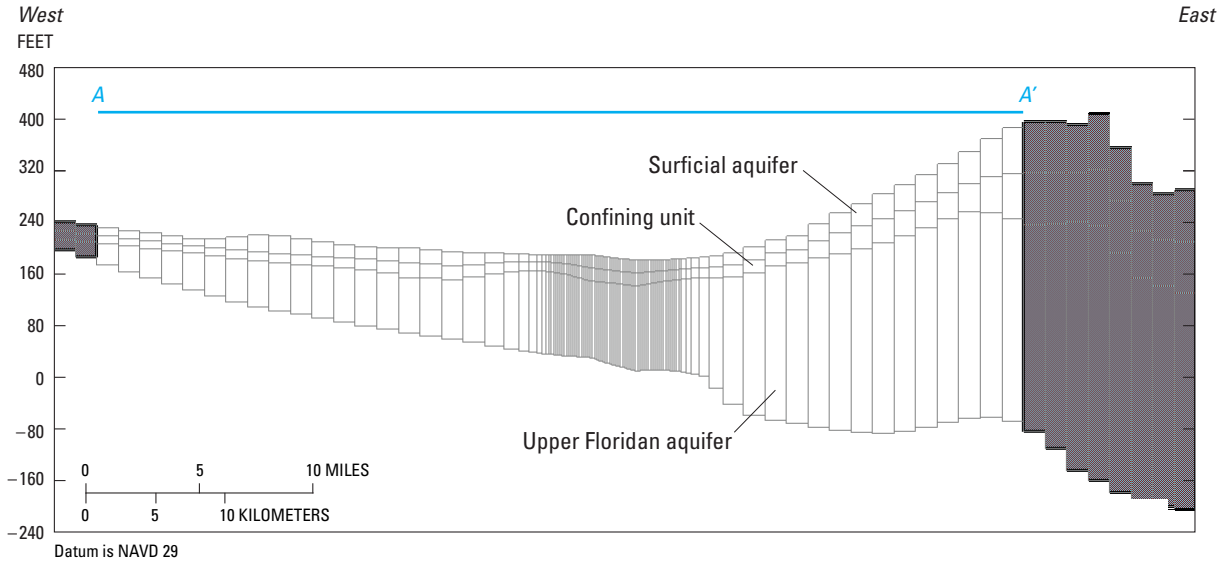 West
East
FEET
480
A
A′
400
Surficial aquifer
320
Confining unit
240
160
80
0
Upper Floridan aquifer
−80
0 5 10 MILES
−160
0 5 10 KILOMETERS
−240
Datum is NAVD 29